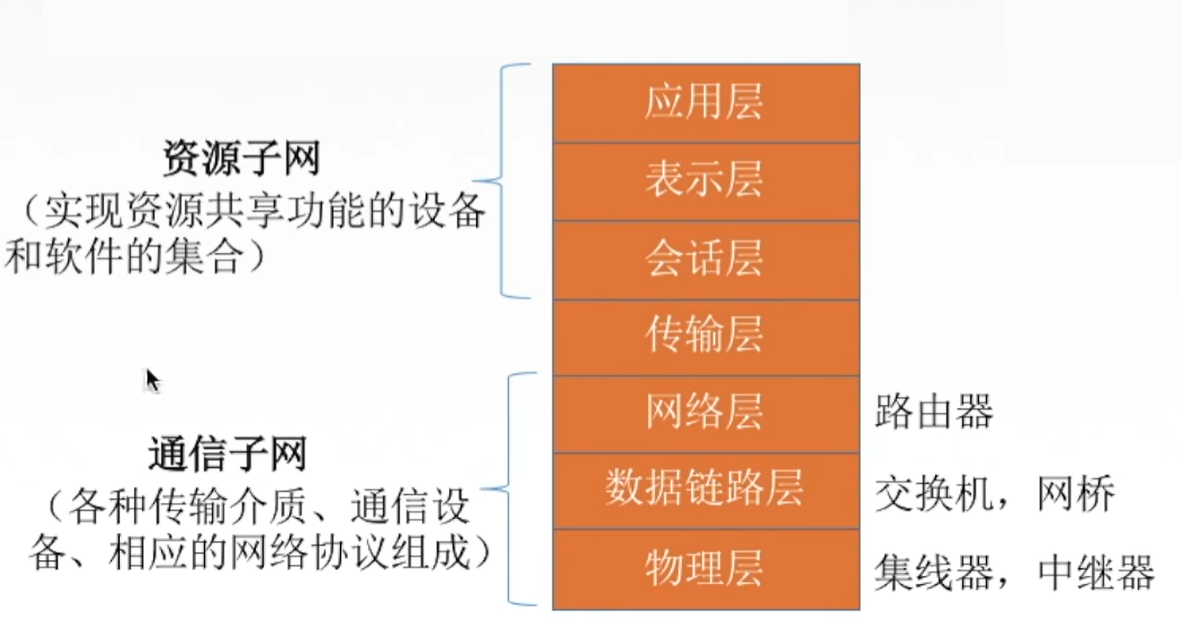 应用层
表示层
会话层
资源子网
（实现资源共享功能的设备
和软件的集合）
传输层
网络层
路由器
数据链路层
交换机，网桥
物理层
集线器，中继器
通信子网
（各种传输介质、通信设
备、相应的网络协议组成）